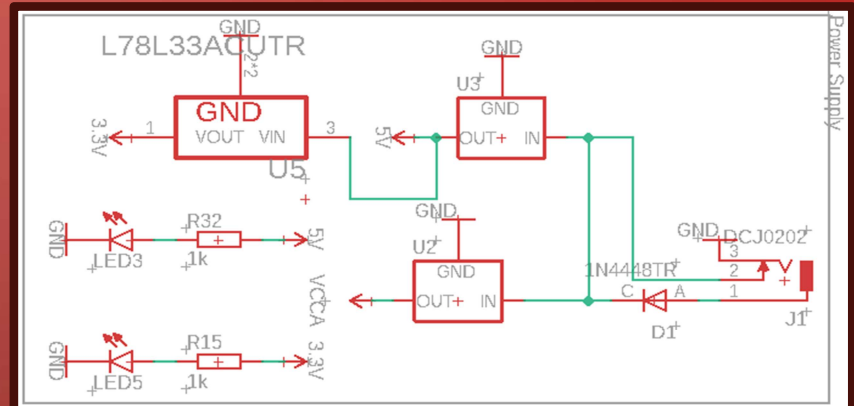 Power Supply
GND
L78L33ACUTR
2*2
GND
VOUT VIN
1
3
3.3V
U5
GND
U3
GND
OUT+ IN
5V
GND
LED3
R32
1k
5V
GND
U2
GND
OUT+ IN
VCCA
GND
DCJ0202
3
2
1
J1
1N4448TR
C A
D1
GND
LED5
R15
1k
3.3V